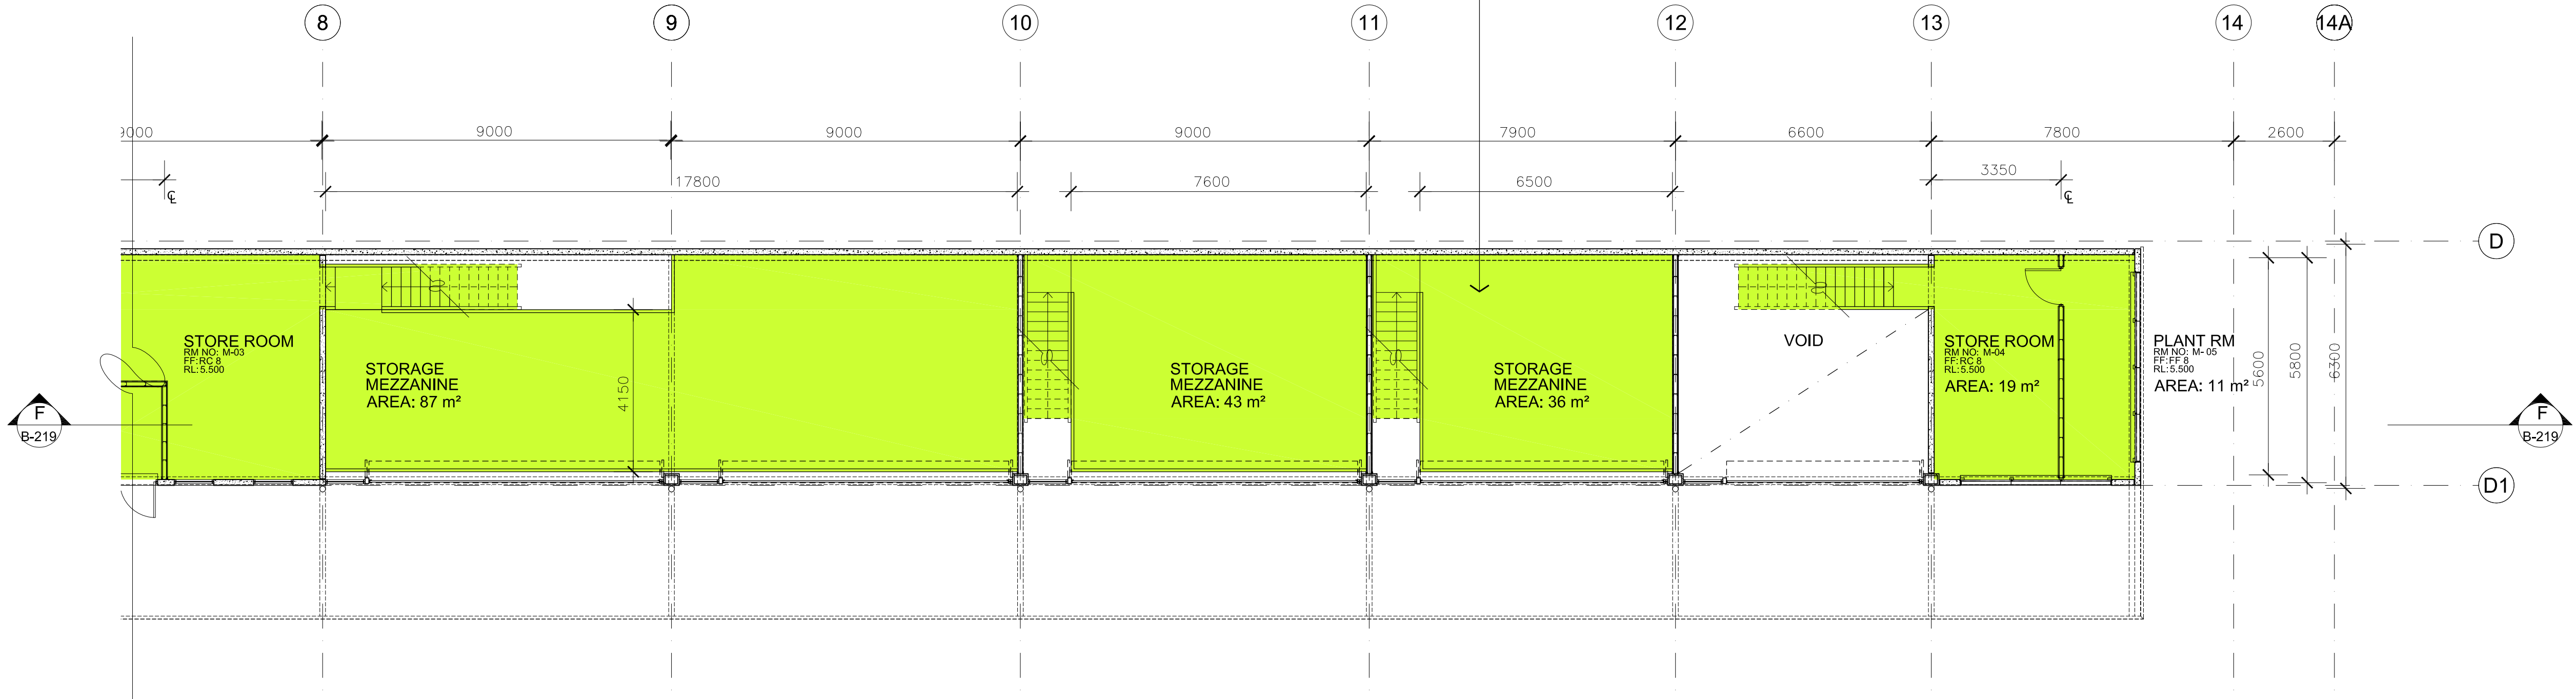 8
9
10
11
12
13
14
14A
9000
9000
9000
9000
7900
6600
7800
2600
17800
7600
6500
3350
℄
℄
D
STORE ROOM
RM NO: M-03
FF:RC 8
RL:5.500
STORAGE
MEZZANINE
AREA: 87 m²
4150
STORAGE
MEZZANINE
AREA: 43 m²
STORAGE
MEZZANINE
AREA: 36 m²
VOID
STORE ROOM
RM NO: M-04
FF:RC 8
RL:5.500
AREA: 19 m²
PLANT RM
RM NO: M- 05
FF:FF 8
RL:5.500
AREA: 11 m²
5600
5800
6300
F
B-219
F
B-219
D1